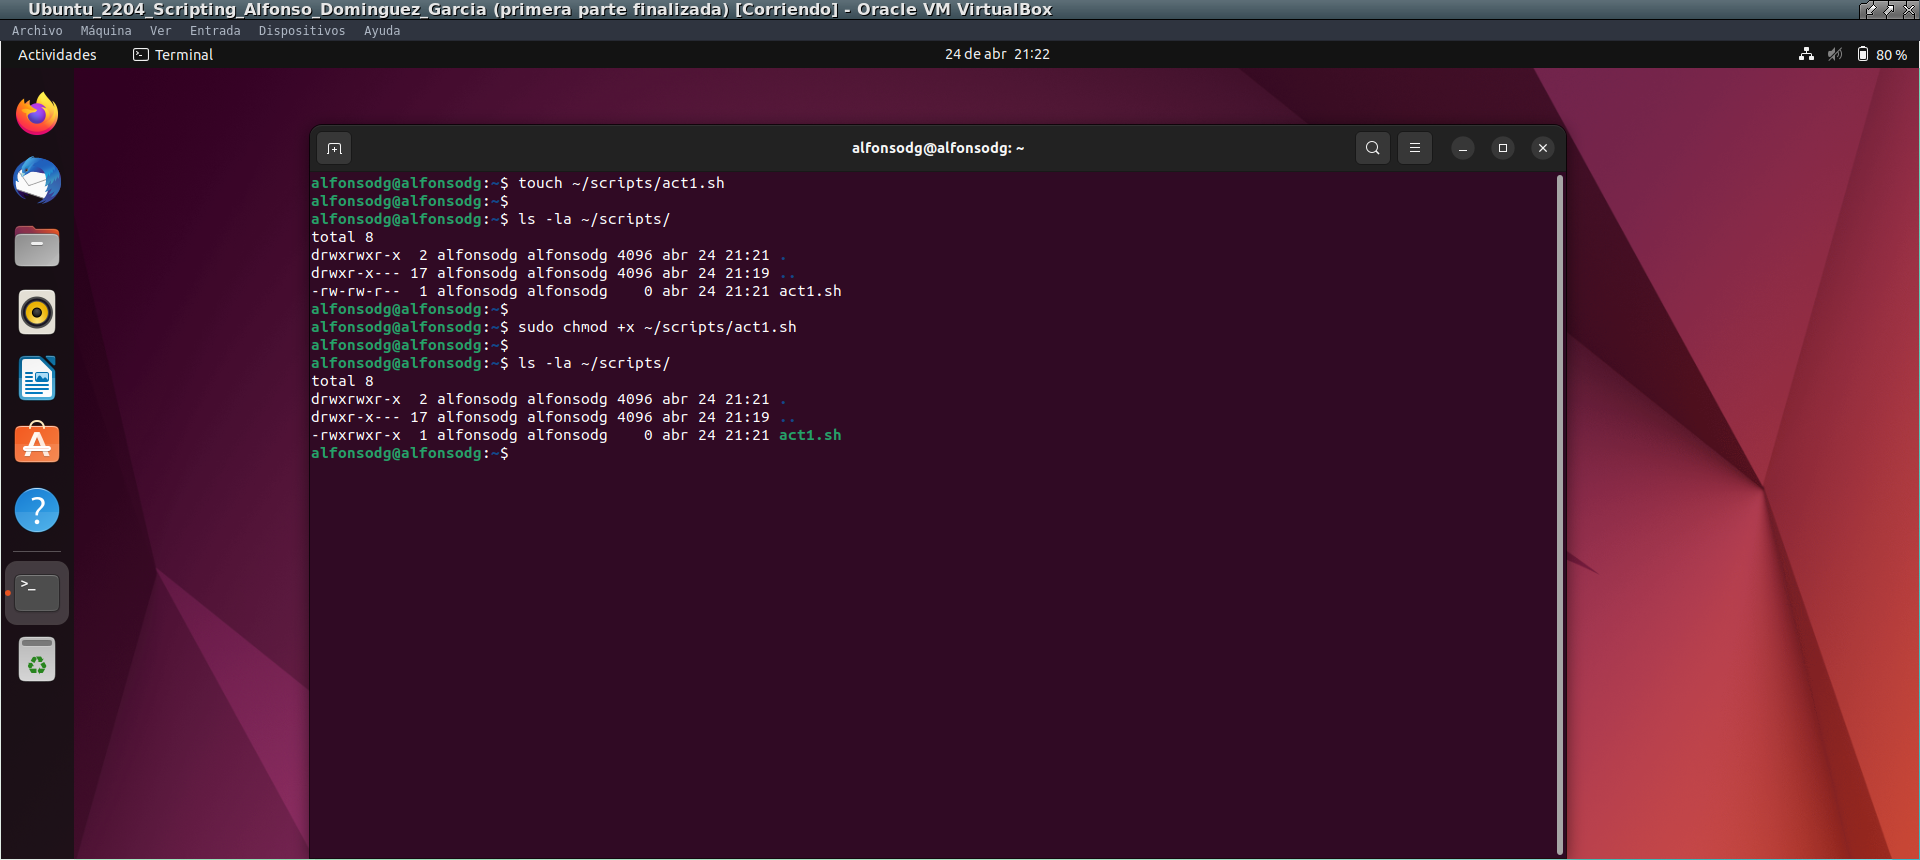 Ubuntu_2204_Scripting_Alfonso_Dominguez_Garcia (primera parte finalizada) [Corriendo] - Oracle VM VirtualBox
Archivo Máquina Ver Entrada Dispositivos Ayuda
Actividades Terminal 24 de abr 21:22 80 %
alfonsodg@alfonsodg: ~
alfonsodg@alfonsodg:~$ touch ~/scripts/act1.sh
alfonsodg@alfonsodg:~$
alfonsodg@alfonsodg:~$ ls -la ~/scripts/
total 8
drwxrwxr-x  2 alfonsodg alfonsodg 4096 abr 24 21:21 .
drwxr-x--- 17 alfonsodg alfonsodg 4096 abr 24 21:19 ..
-rw-rw-r--  1 alfonsodg alfonsodg    0 abr 24 21:21 act1.sh
alfonsodg@alfonsodg:~$
alfonsodg@alfonsodg:~$ sudo chmod +x ~/scripts/act1.sh
alfonsodg@alfonsodg:~$
alfonsodg@alfonsodg:~$ ls -la ~/scripts/
total 8
drwxrwxr-x  2 alfonsodg alfonsodg 4096 abr 24 21:21 .
drwxr-x--- 17 alfonsodg alfonsodg 4096 abr 24 21:19 ..
-rwxrwxr-x  1 alfonsodg alfonsodg    0 abr 24 21:21 act1.sh
alfonsodg@alfonsodg:~$